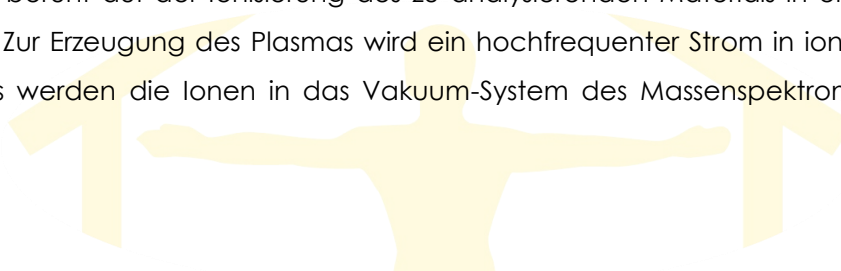 beruht auf der Ionisierung des zu analysierenden Materials in
Zur Erzeugung des Plasmas wird ein hochfrequenter Strom in ion
s werden die Ionen in das Vakuum-System des Massenspektron